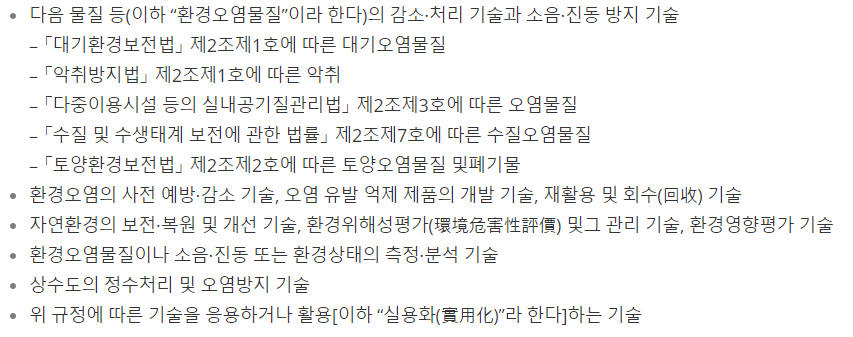 • 다음 물질 등(이하 “환경오염물질”이라 한다)의 감소·처리 기술과 소음·진동 방지 기술
– 「대기환경보전법」 제2조제1호에 따른 대기오염물질
– 「악취방지법」 제2조제1호에 따른 악취
– 「다중이용시설 등의 실내공기질관리법」 제2조제3호에 따른 오염물질
– 「수질 및 수생태계 보전에 관한 법률」 제2조제7호에 따른 수질오염물질
– 「토양환경보전법」 제2조제2호에 따른 토양오염물질 및폐기물
• 환경오염의 사전 예방·감소 기술, 오염 유발 억제 제품의 개발 기술, 재활용 및 회수(回收) 기술
• 자연환경의 보전·복원 및 개선 기술, 환경위해성평가(環境危害性評價) 및그 관리 기술, 환경영향평가 기술
• 환경오염물질이나 소음·진동 또는 환경상태의 측정·분석 기술
• 상수도의 정수처리 및 오염방지 기술
• 위 규정에 따른 기술을 응용하거나 활용[이하 “실용화(實用化)”라 한다]하는 기술